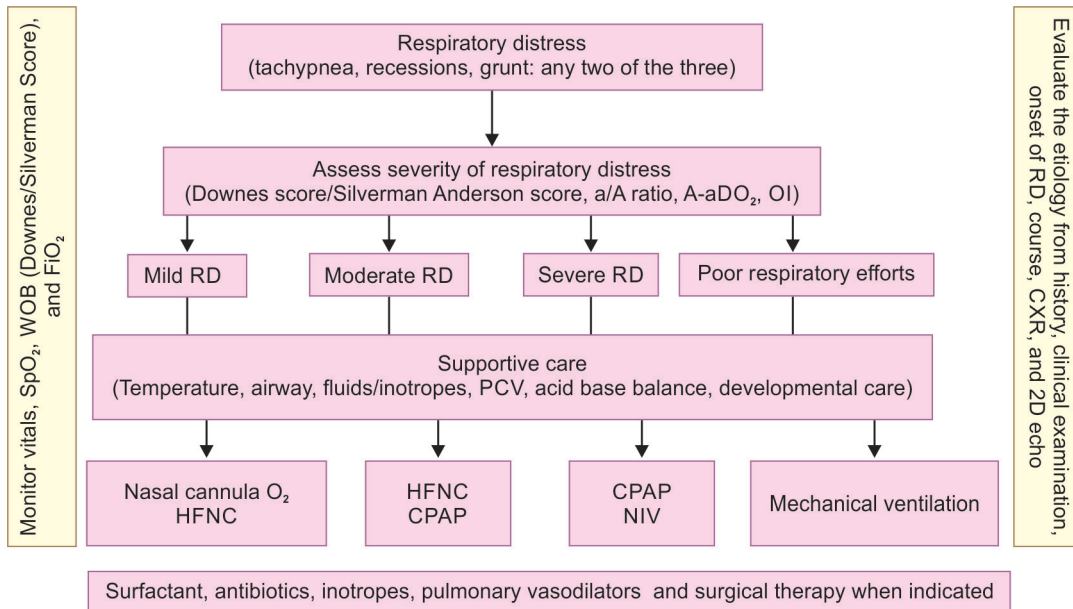 Monitor vitals, SpO₂, WOB (Downes/Silverman Score),
and FiO₂
Respiratory distress
(tachypnea, recessions, grunt: any two of the three)
Assess severity of respiratory distress
(Downes score/Silverman Anderson score, a/A ratio, A-aDO₂, OI)
Mild RD
Moderate RD
Severe RD
Poor respiratory efforts
Supportive care
(Temperature, airway, fluids/inotropes, PCV, acid base balance, developmental care)
Nasal cannula O₂
HFNC
HFNC
CPAP
CPAP
NIV
Mechanical ventilation
Surfactant, antibiotics, inotropes, pulmonary vasodilators and surgical therapy when indicated
Evaluate the etiology from history, clinical examination,
onset of RD, course, CXR, and 2D echo